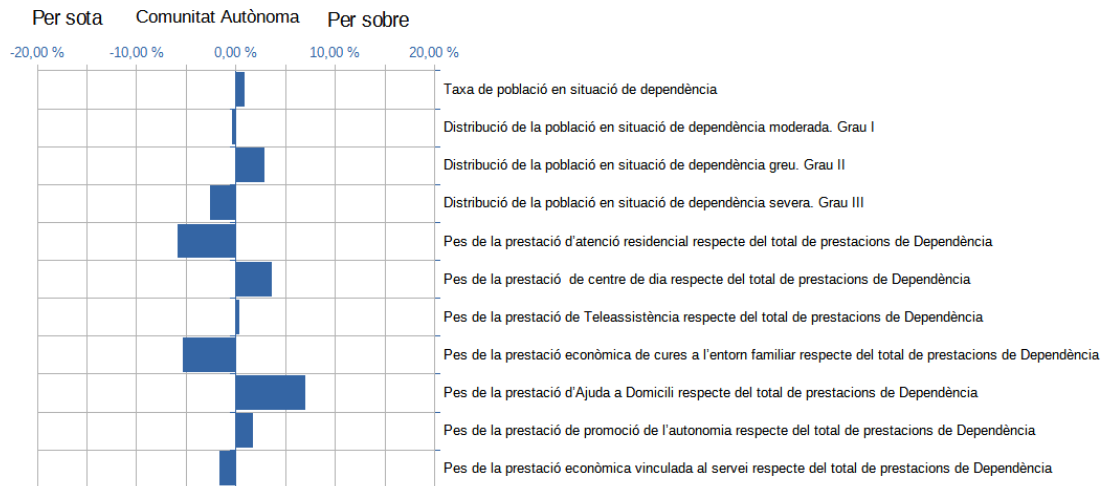 Per sota Comunitat Autònoma Per sobre
-20,00 % -10,00 % 0,00 % 10,00 % 20,00 %
Taxa de població en situació de dependència
Distribució de la població en situació de dependència moderada. Grau I
Distribució de la població en situació de dependència greu. Grau II
Distribució de la població en situació de dependència severa. Grau III
Pes de la prestació d’atenció residencial respecte del total de prestacions de Dependència
Pes de la prestació  de centre de dia respecte del total de prestacions de Dependència
Pes de la prestació de Teleassistència respecte del total de prestacions de Dependència
Pes de la prestació econòmica de cures a l’entorn familiar respecte del total de prestacions de Dependència
Pes de la prestació d’Ajuda a Domicili respecte del total de prestacions de Dependència
Pes de la prestació de promoció de l’autonomia respecte del total de prestacions de Dependència
Pes de la prestació econòmica vinculada al servei respecte del total de prestacions de Dependència